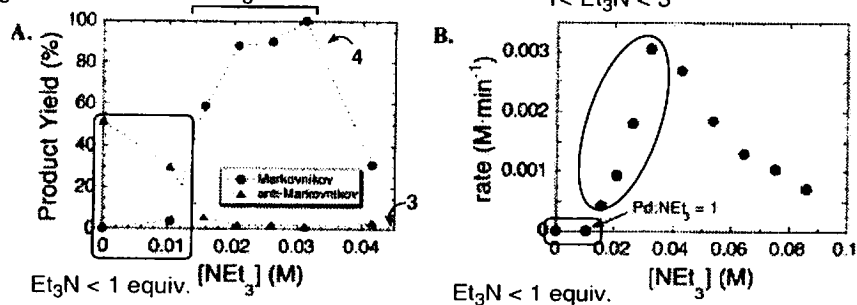 1 < Et₃N < 3
A.
Product Yield (%)
100
80
60
40
20
0
4
3
Markovnikov
anti-Markovnikov
0 0.01 0.02 0.03 0.04
[NEt₃] (M)
Et₃N < 1 equiv.
B.
rate (M·min⁻¹)
0.003
0.002
0.001
0
Pd:NEt₃ = 1
0 0.02 0.04 0.06 0.08 0.1
[NEt₃] (M)
Et₃N < 1 equiv.